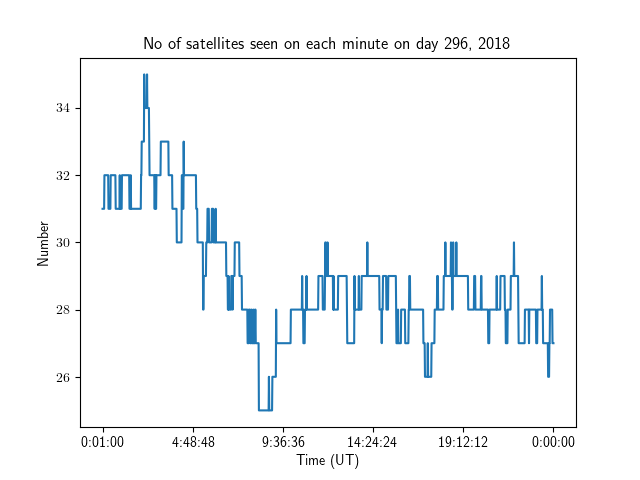 No of satellites seen on each minute on day 296, 2018
Number
34
32
30
28
26
0:01:00 4:48:48 9:36:36 14:24:24 19:12:12 0:00:00
Time (UT)